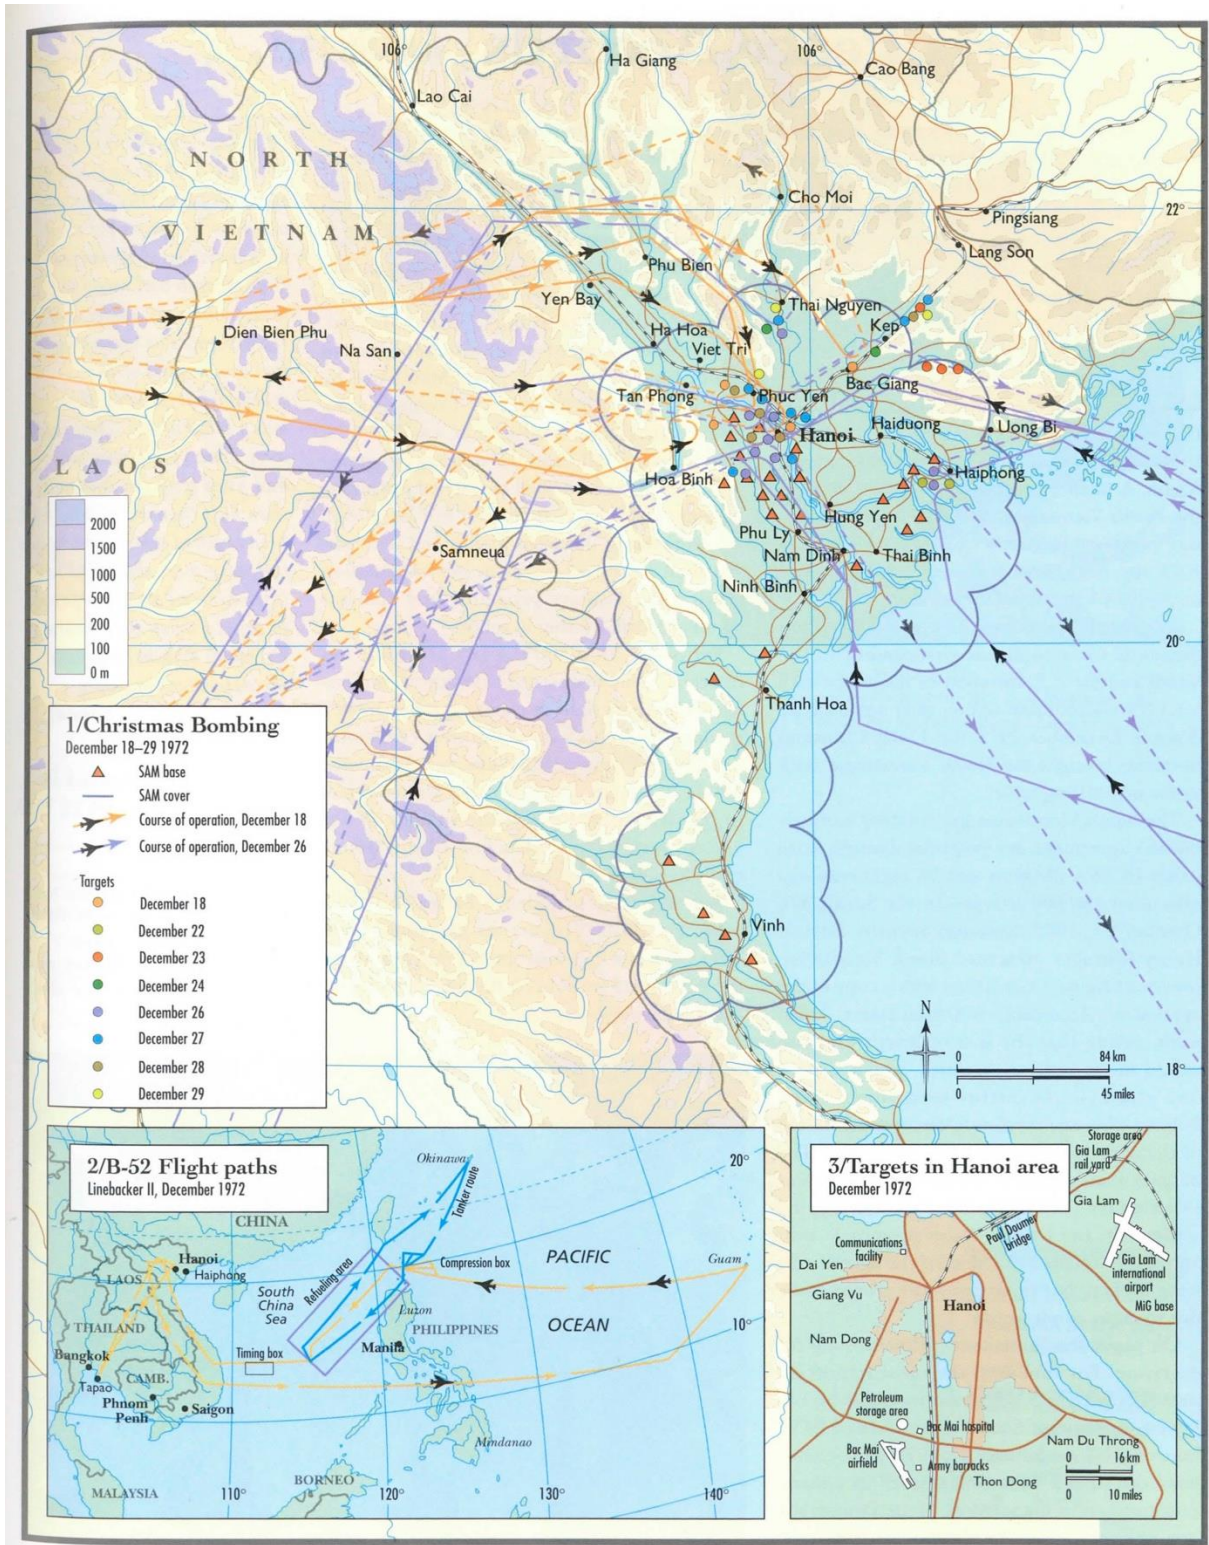 106°
106°
Ha Giang
Cao Bang
Lao Cai
NORTH
VIETNAM
Cho Moi
Pingsiang
22°
Lang Son
Phu Bien
Yen Bay
Thai Nguyen
Kep
Dien Bien Phu
Na San
Ha Hoa
Viet Tri
Bac Giang
Tan Phong
Phuc Yen
Hanoi
Haiduong
Uong Bi
LAOS
Hoa Binh
Haiphong
Hung Yen
Phu Ly
Samneua
Nam Dinh
Thai Binh
Ninh Binh
20°
Thanh Hoa
Vinh
18°
2000
1500
1000
500
200
100
0 m
1/Christmas Bombing
December 18–29 1972
SAM base
SAM cover
Course of operation, December 18
Course of operation, December 26
Targets
December 18
December 22
December 23
December 24
December 26
December 27
December 28
December 29
N
0 84 km
0 45 miles
2/B-52 Flight paths
Linebacker II, December 1972
Okinawa
20°
Tanker route
CHINA
Hanoi
Haiphong
LAOS
Refueling area
Compression box
PACIFIC
OCEAN
Guam
South
China
Sea
Luzon
PHILIPPINES
10°
THAILAND
Manila
Bangkok
Timing box
Tapao
CAMB.
Phnom
Penh
Saigon
Mindanao
BORNEO
MALAYSIA
110°
120°
130°
140°
3/Targets in Hanoi area
December 1972
Storage area
Gia Lam
rail yard
Gia Lam
Paul Doumer
bridge
Communications
facility
Dai Yen
Gia Lam
international
airport
Giang Vu
MiG base
Hanoi
Nam Dong
Petroleum
storage area
Bac Mai hospital
Bac Mai
airfield
Nam Du Throng
Army barracks
Thon Dong
0 16 km
0 10 miles